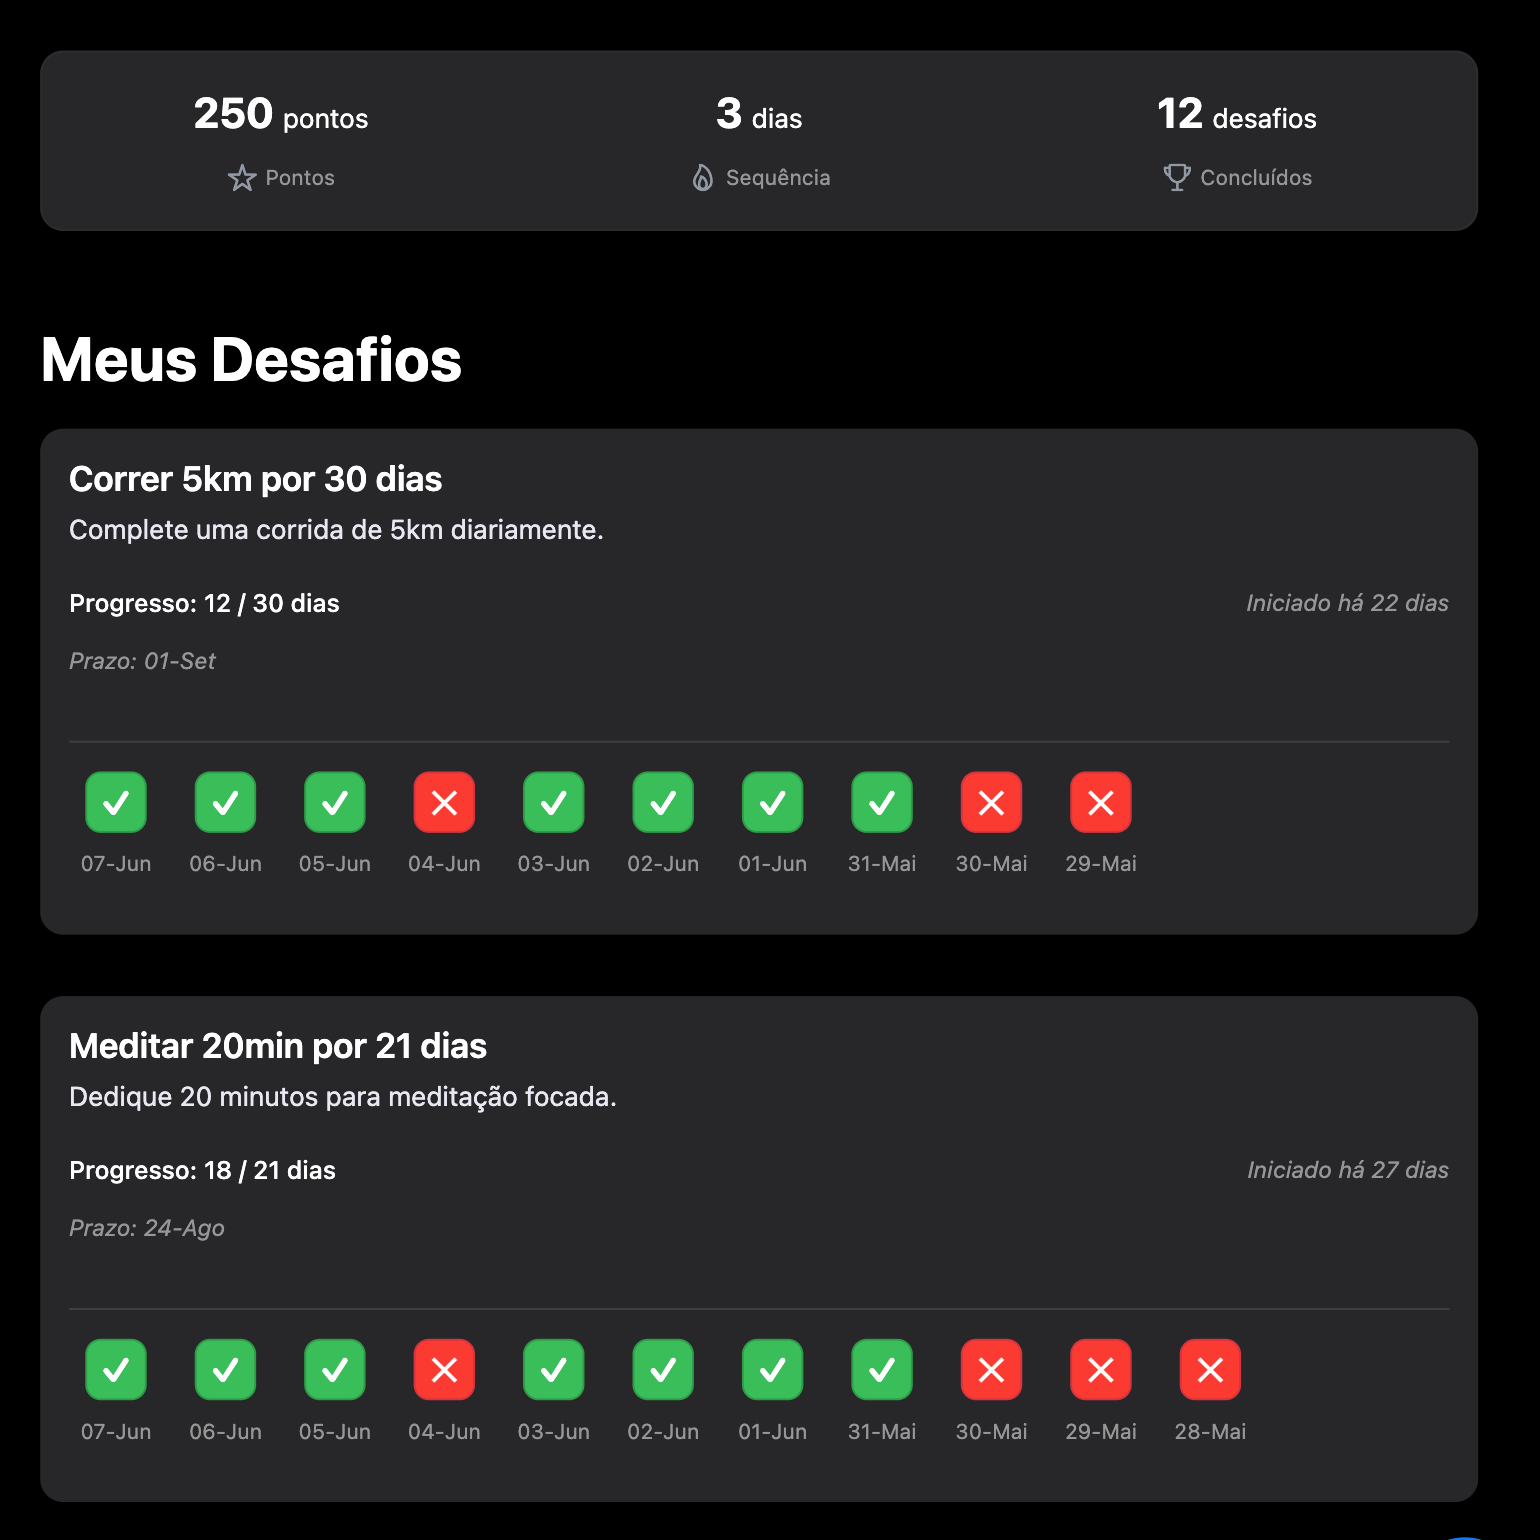 250 pontos
Pontos
3 dias
Sequência
12 desafios
Concluídos
Meus Desafios
Correr 5km por 30 dias
Complete uma corrida de 5km diariamente.
Progresso: 12 / 30 dias
Iniciado há 22 dias
Prazo: 01-Set
07-Jun 06-Jun 05-Jun 04-Jun 03-Jun 02-Jun 01-Jun 31-Mai 30-Mai 29-Mai
Meditar 20min por 21 dias
Dedique 20 minutos para meditação focada.
Progresso: 18 / 21 dias
Iniciado há 27 dias
Prazo: 24-Ago
07-Jun 06-Jun 05-Jun 04-Jun 03-Jun 02-Jun 01-Jun 31-Mai 30-Mai 29-Mai 28-Mai